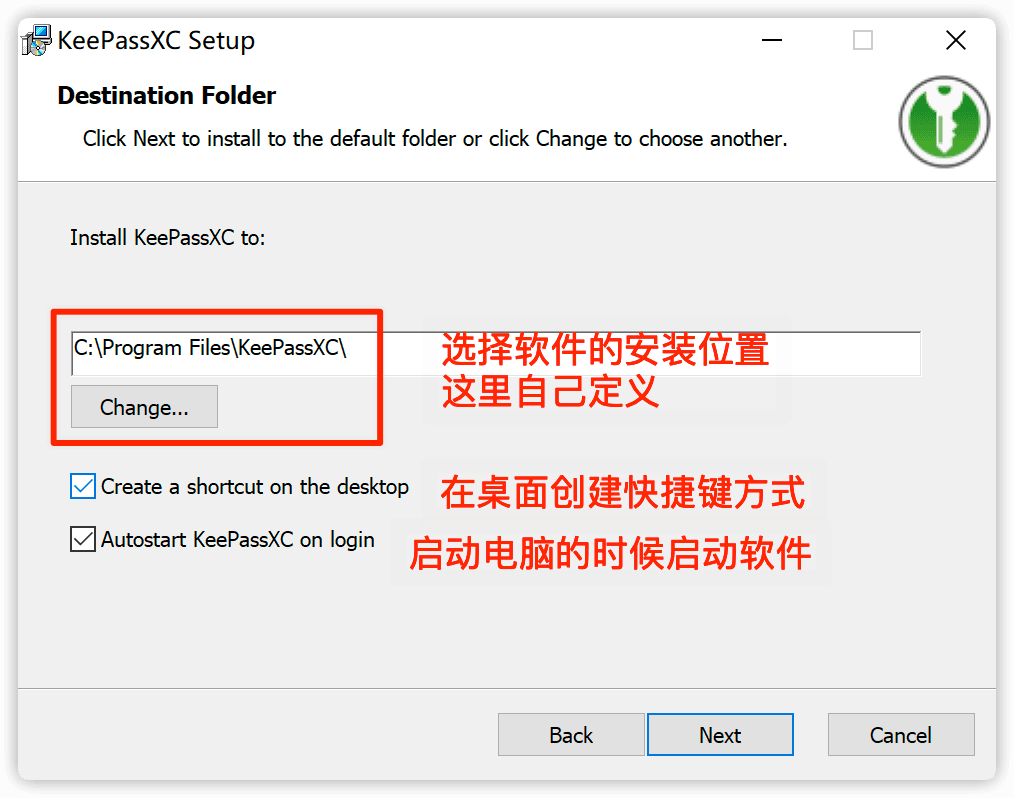 KeePassXC Setup
Destination Folder
Click Next to install to the default folder or click Change to choose another.
Install KeePassXC to:
C:\Program Files\KeePassXC\
选择软件的安装位置
这里自己定义
Change...
Create a shortcut on the desktop
在桌面创建快捷键方式
Autostart KeePassXC on login
启动电脑的时候启动软件
Back
Next
Cancel